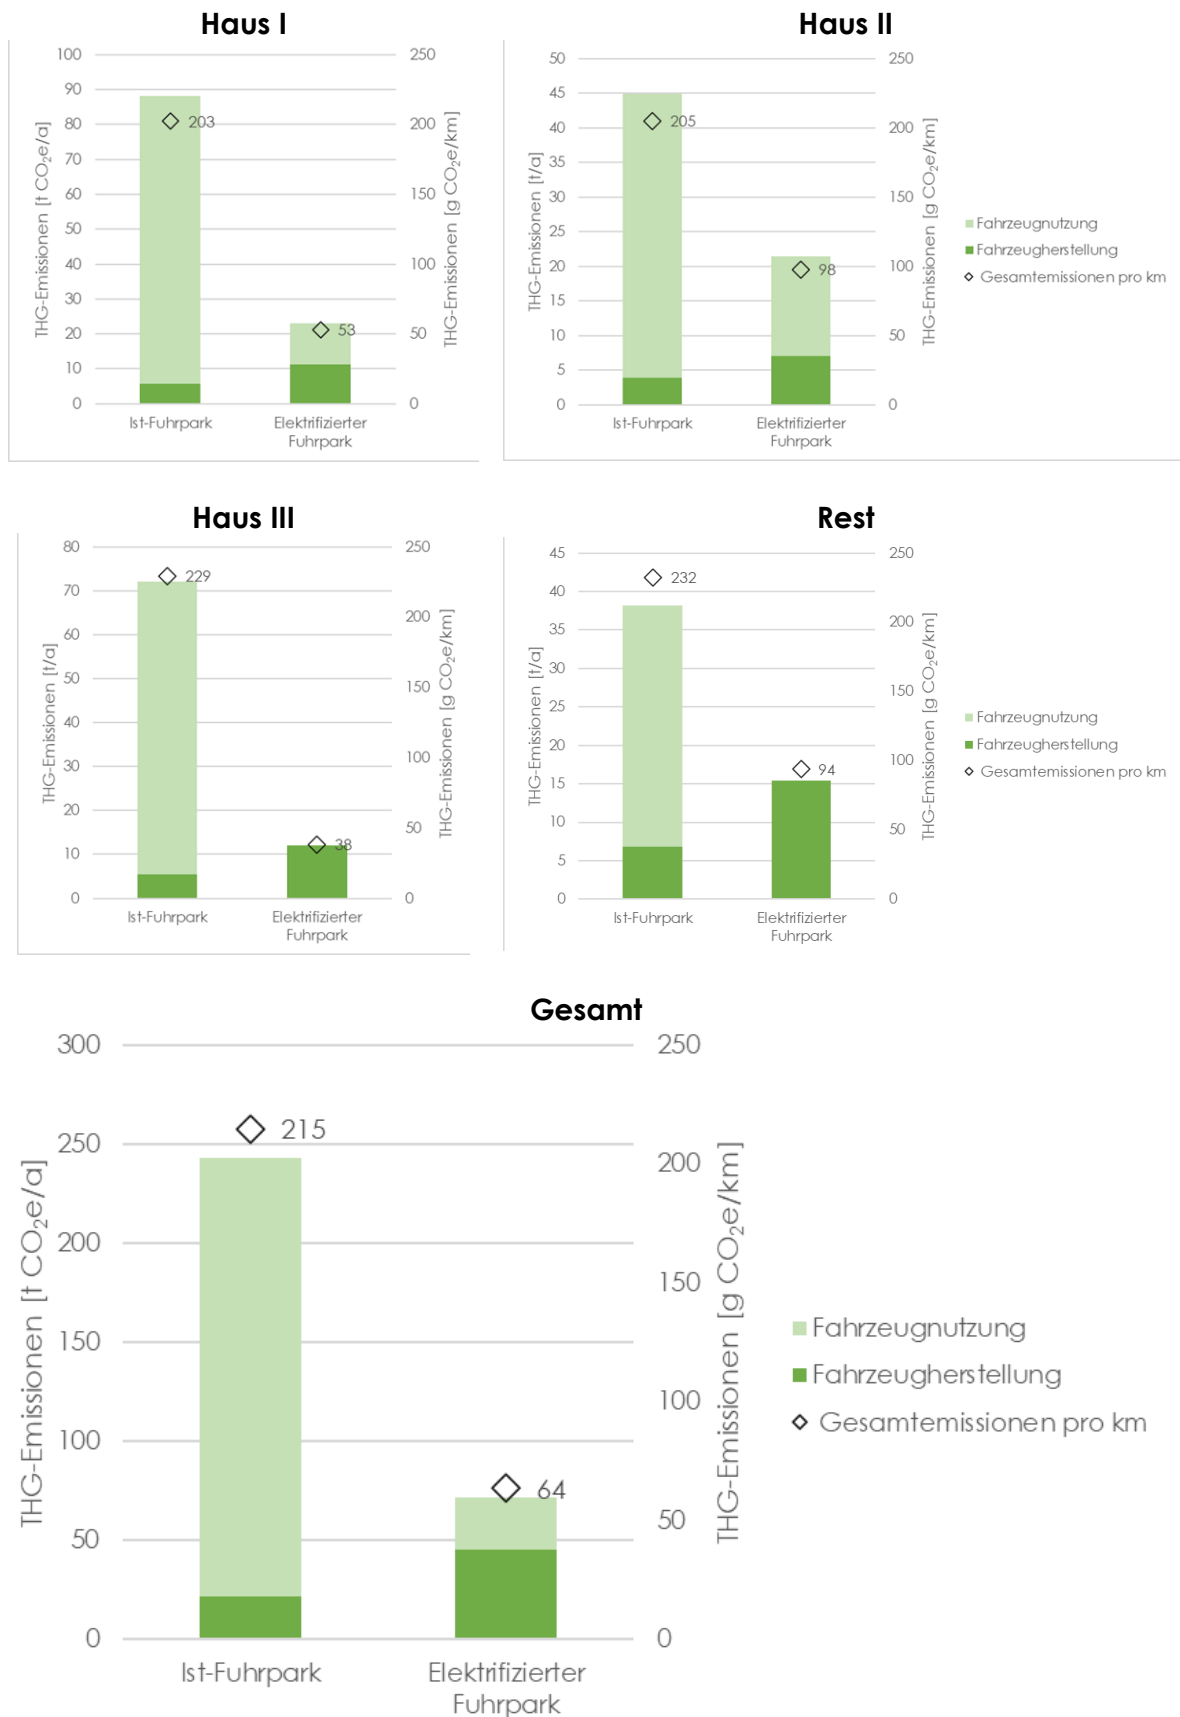 Haus I
THG-Emissionen [t CO₂e/a]
100
90
80
70
60
50
40
30
20
10
0
203
53
250
200
150
100
50
0
THG-Emissionen [g CO₂e/km]
Ist-Fuhrpark
Elektrifizierter
Fuhrpark
Haus II
THG-Emissionen [t/a]
50
45
40
35
30
25
20
15
10
5
0
205
98
250
200
150
100
50
0
THG-Emissionen [g CO₂e/km]
Ist-Fuhrpark
Elektrifizierter
Fuhrpark
Fahrzeugnutzung
Fahrzeugherstellung
Gesamtemissionen pro km
Haus III
THG-Emissionen [t/a]
80
70
60
50
40
30
20
10
0
229
38
250
200
150
100
50
0
THG-Emissionen [g CO₂e/km]
Ist-Fuhrpark
Elektrifizierter
Fuhrpark
Rest
THG-Emissionen [t/a]
45
40
35
30
25
20
15
10
5
0
232
94
250
200
150
100
50
0
THG-Emissionen [g CO₂e/km]
Ist-Fuhrpark
Elektrifizierter
Fuhrpark
Fahrzeugnutzung
Fahrzeugherstellung
Gesamtemissionen pro km
Gesamt
THG-Emissionen [t CO₂e/a]
300
250
200
150
100
50
0
215
64
250
200
150
100
50
0
THG-Emissionen [g CO₂e/km]
Ist-Fuhrpark
Elektrifizierter
Fuhrpark
Fahrzeugnutzung
Fahrzeugherstellung
Gesamtemissionen pro km